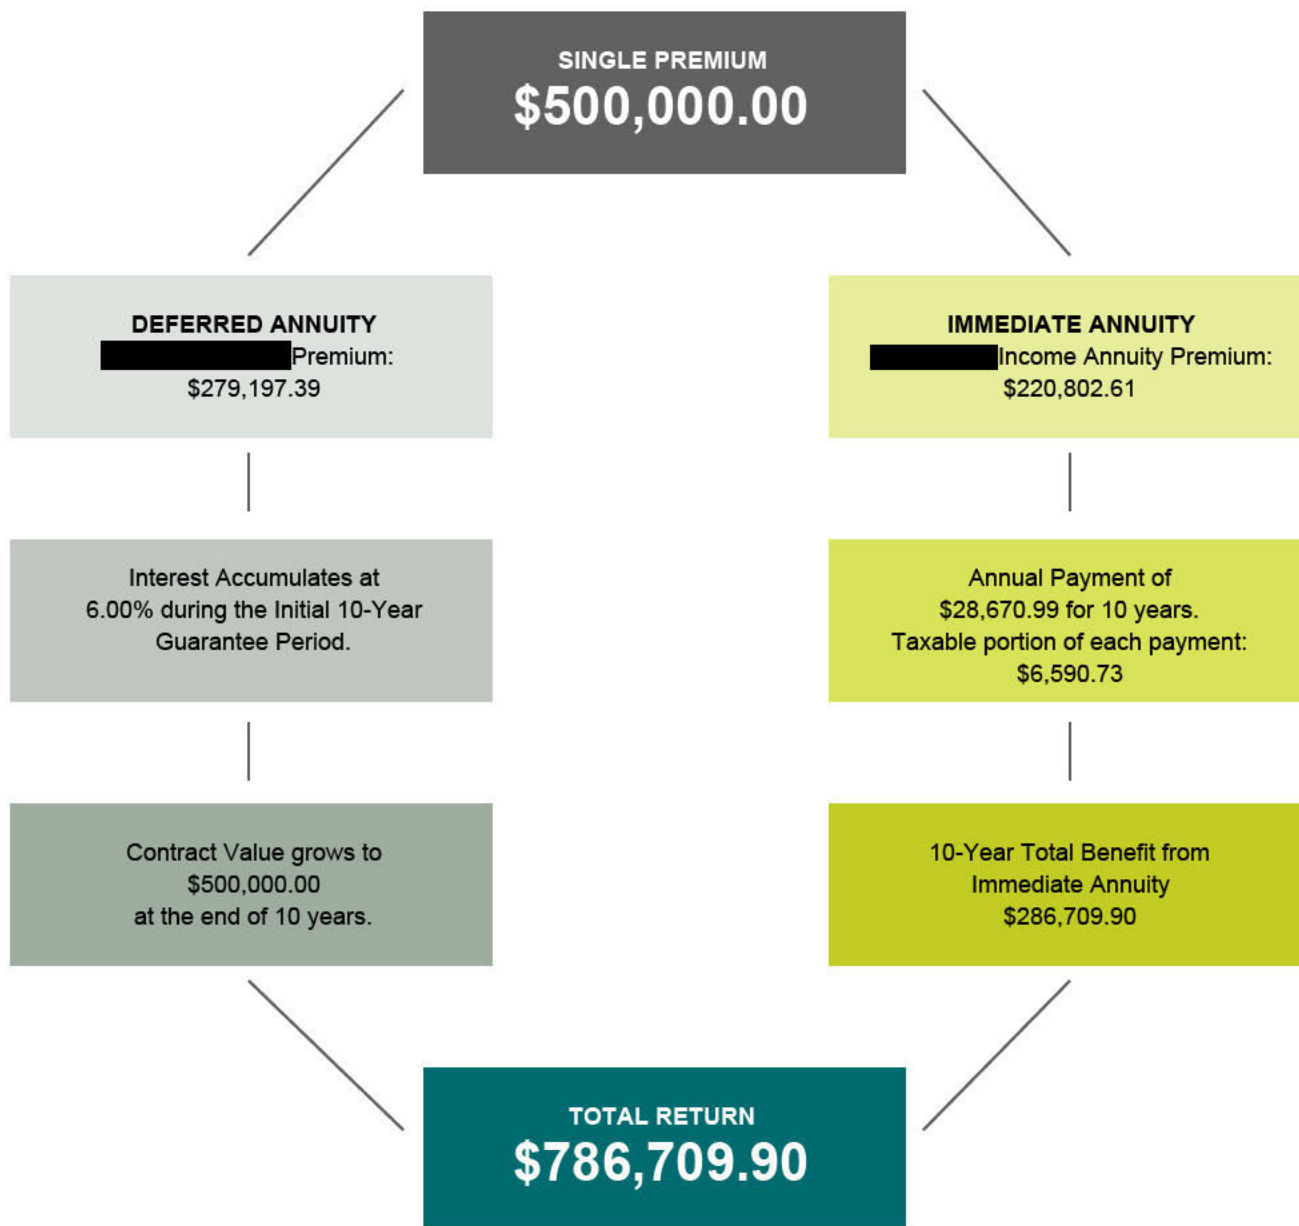 SINGLE PREMIUM
$500,000.00
DEFERRED ANNUITY
Premium:
$279,197.39
IMMEDIATE ANNUITY
Income Annuity Premium:
$220,802.61
Interest Accumulates at
6.00% during the Initial 10-Year
Guarantee Period.
Annual Payment of
$28,670.99 for 10 years.
Taxable portion of each payment:
$6,590.73
Contract Value grows to
$500,000.00
at the end of 10 years.
10-Year Total Benefit from
Immediate Annuity
$286,709.90
TOTAL RETURN
$786,709.90